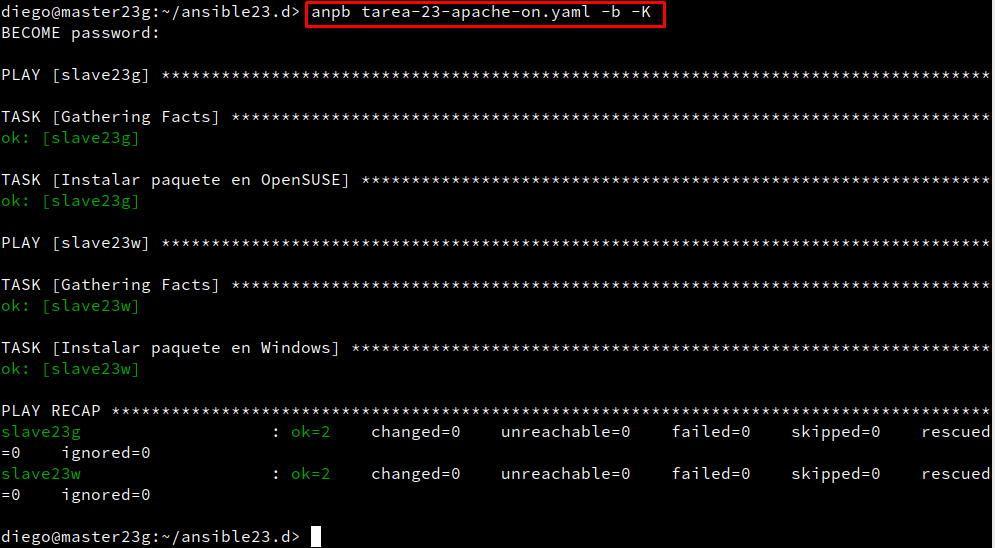 diego@master23g:~/ansible23.d> anpb tarea-23-apache-on.yaml -b -K
BECOME password:
PLAY [slave23g] ***********************************************************************************
TASK [Gathering Facts] ****************************************************************************
ok: [slave23g]
TASK [Instalar paquete en OpenSUSE] ***************************************************************
ok: [slave23g]
PLAY [slave23w] ***********************************************************************************
TASK [Gathering Facts] ****************************************************************************
ok: [slave23w]
TASK [Instalar paquete en Windows] ****************************************************************
ok: [slave23w]
PLAY RECAP ****************************************************************************************
slave23g                   : ok=2    changed=0    unreachable=0    failed=0    skipped=0    rescued
=0    ignored=0
slave23w                   : ok=2    changed=0    unreachable=0    failed=0    skipped=0    rescued
=0    ignored=0
diego@master23g:~/ansible23.d>